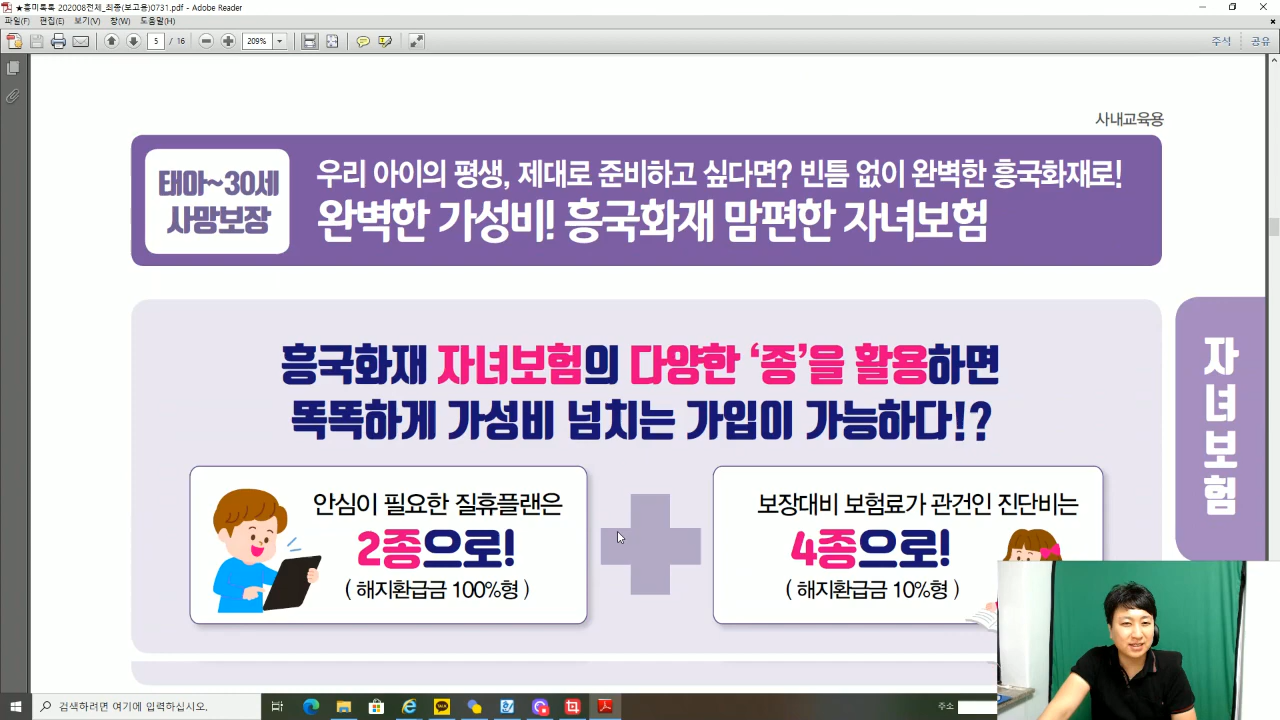 ★흥미톡톡 202008전체_최종(보고용)0731.pdf - Adobe Reader
파일(F) 편집(E) 보기(V) 창(W) 도움말(H)
5 / 16 209% 주석 공유
사내교육용
태아~30세
사망보장
우리 아이의 평생, 제대로 준비하고 싶다면? 빈틈 없이 완벽한 흥국화재로!
완벽한 가성비! 흥국화재 맘편한 자녀보험
흥국화재 자녀보험의 다양한 ‘종’을 활용하면
똑똑하게 가성비 넘치는 가입이 가능하다!?
안심이 필요한 질휴플랜은
2종으로!
( 해지환급금 100%형 )
보장대비 보험료가 관건인 진단비는
4종으로!
( 해지환급금 10%형 )
자녀보험
검색하려면 여기에 입력하십시오.
TALK
주소